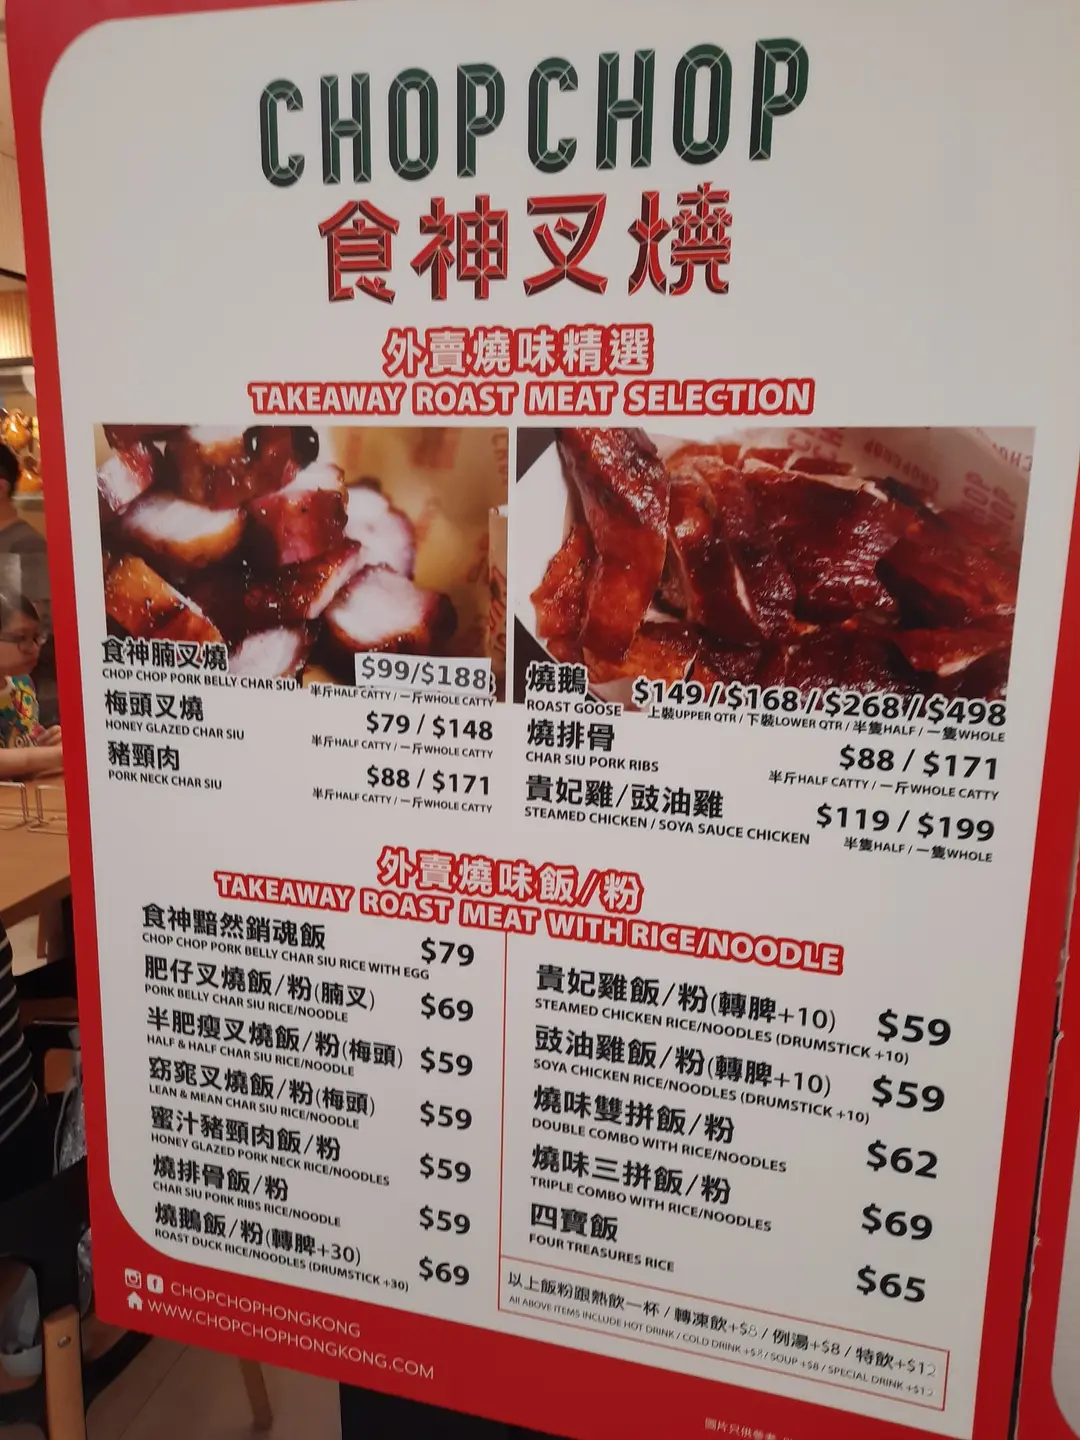 CHOPCHOP
食神叉燒
外賣燒味精選
TAKEAWAY ROAST MEAT SELECTION
食神腩叉燒 $99/$188
CHOP CHOP PORK BELLY CHAR SIU 半斤HALF CATTY / 一斤WHOLE CATTY
梅頭叉燒 $79 / $148
HONEY GLAZED CHAR SIU 半斤HALF CATTY / 一斤WHOLE CATTY
豬頸肉 $88 / $171
PORK NECK CHAR SIU 半斤HALF CATTY / 一斤WHOLE CATTY
燒鵝 $149 / $168 / $268 / $498
ROAST GOOSE 上裝UPPER QTR / 下裝LOWER QTR / 半隻HALF / 一隻WHOLE
燒排骨 $88 / $171
CHAR SIU PORK RIBS 半斤HALF CATTY / 一斤WHOLE CATTY
貴妃雞/豉油雞 $119 / $199
STEAMED CHICKEN / SOYA SAUCE CHICKEN 半隻HALF / 一隻WHOLE
外賣燒味飯/粉
TAKEAWAY ROAST MEAT WITH RICE/NOODLE
食神黯然銷魂飯 $79
CHOP CHOP PORK BELLY CHAR SIU RICE WITH EGG
肥仔叉燒飯/粉(腩叉) $69
PORK BELLY CHAR SIU RICE/NOODLE
半肥瘦叉燒飯/粉(梅頭) $59
HALF & HALF CHAR SIU RICE/NOODLE
窈窕叉燒飯/粉(梅頭) $59
LEAN & MEAN CHAR SIU RICE/NOODLE
蜜汁豬頸肉飯/粉 $59
HONEY GLAZED PORK NECK RICE/NOODLES
燒排骨飯/粉 $59
CHAR SIU PORK RIBS RICE/NOODLE
燒鵝飯/粉(轉脾+30) $69
ROAST DUCK RICE/NOODLES (DRUMSTICK +30)
貴妃雞飯/粉(轉脾+10) $59
STEAMED CHICKEN RICE/NOODLES (DRUMSTICK +10)
豉油雞飯/粉(轉脾+10) $59
SOYA CHICKEN RICE/NOODLES (DRUMSTICK +10)
燒味雙拼飯/粉 $62
DOUBLE COMBO WITH RICE/NOODLES
燒味三拼飯/粉 $69
TRIPLE COMBO WITH RICE/NOODLES
四寶飯 $65
FOUR TREASURES RICE
以上飯粉跟熱飲一杯 / 轉凍飲+$8 / 例湯+$8 / 特飲+$12
All ABOVE ITEMS INCLUDE HOT DRINK / COLD DRINK +$8 / SOUP +$8 / SPECIAL DRINK +$12
CHOPCHOPHONGKONG
WWW.CHOPCHOPHONGKONG.COM
圖片只供參考